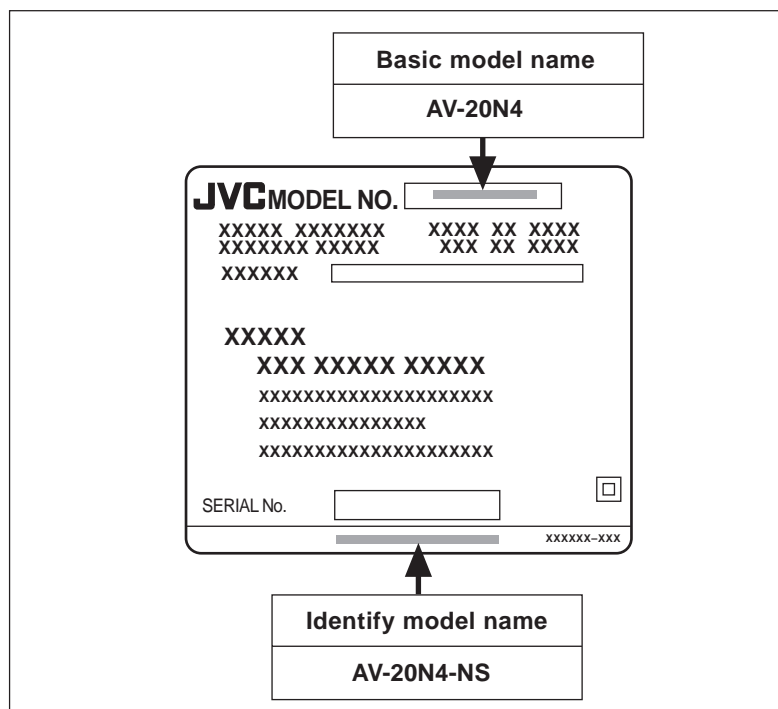 Basic model name
AV-20N4
JVC MODEL NO.
XXXXX XXXXXXX XXXX XX XXXX
XXXXXXX XXXXX XXX XX XXXX
XXXXXX
XXXXX
XXX XXXXX XXXXX
XXXXXXXXXXXXXXXXXXXXX
XXXXXXXXXXXXXXX
XXXXXXXXXXXXXXXXXXXXX
SERIAL No.
XXXXXX–XXX
Identify model name
AV-20N4-NS